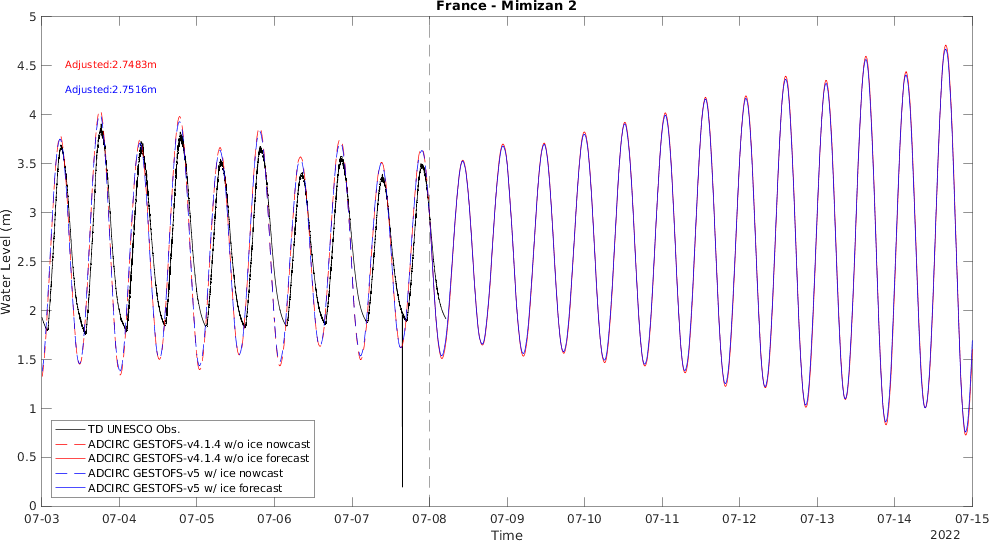 France - Mimizan 2
Water Level (m)
5
4.5
4
3.5
3
2.5
2
1.5
1
0.5
0
Adjusted:2.7483m
Adjusted:2.7516m
TD UNESCO Obs.
ADCIRC GESTOFS-v4.1.4 w/o ice nowcast
ADCIRC GESTOFS-v4.1.4 w/o ice forecast
ADCIRC GESTOFS-v5 w/ ice nowcast
ADCIRC GESTOFS-v5 w/ ice forecast
07-03 07-04 07-05 07-06 07-07 07-08 07-09 07-10 07-11 07-12 07-13 07-14 07-15
Time
2022